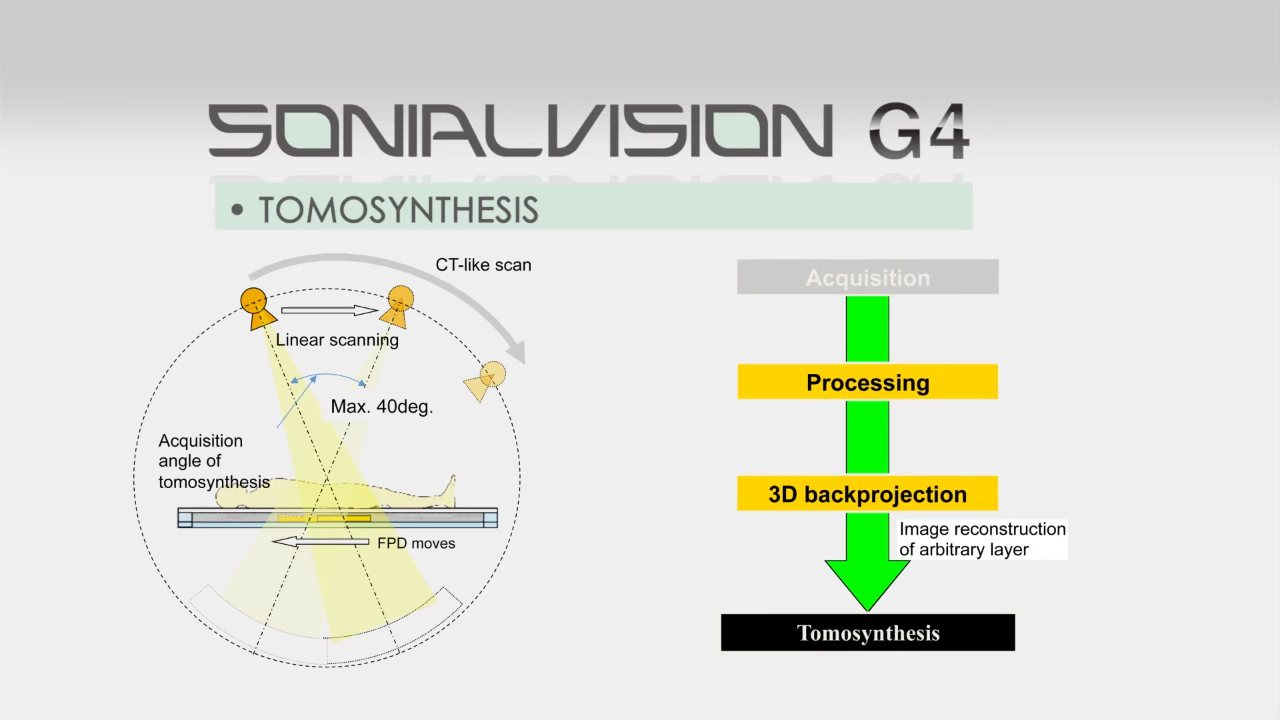 SONIALVISION G4
• TOMOSYNTHESIS
CT-like scan
Linear scanning
Max. 40deg.
Acquisition
angle of
tomosynthesis
FPD moves
Acquisition
Processing
3D backprojection
Image reconstruction
of arbitrary layer
Tomosynthesis